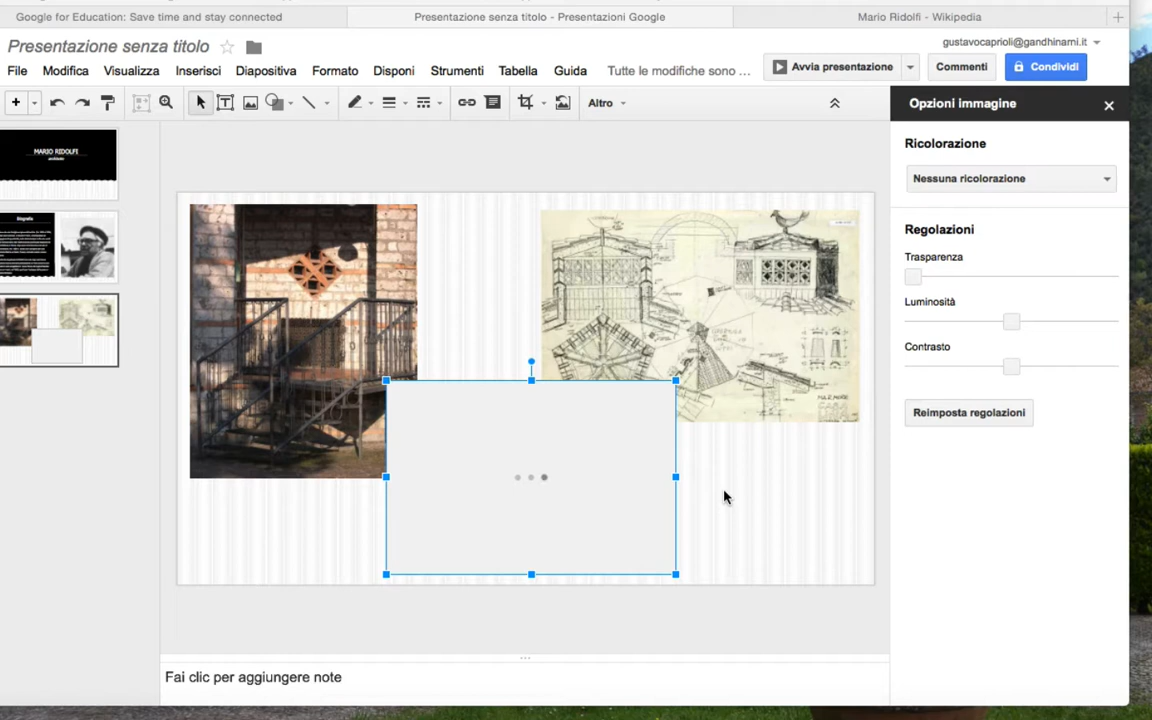 Google for Education: Save time and stay connected
Presentazione senza titolo - Presentazioni Google
Mario Ridolfi - Wikipedia
Presentazione senza titolo
gustavocaprioli@gandhinarni.it
File Modifica Visualizza Inserisci Diapositiva Formato Disponi Strumenti Tabella Guida Tutte le modifiche sono ...
Avvia presentazione
Commenti
Condividi
Altro
Opzioni immagine
Ricolorazione
Nessuna ricolorazione
Regolazioni
Trasparenza
Luminosità
Contrasto
Reimposta regolazioni
MARIO RIDOLFI
architetto
biografia
Fai clic per aggiungere note